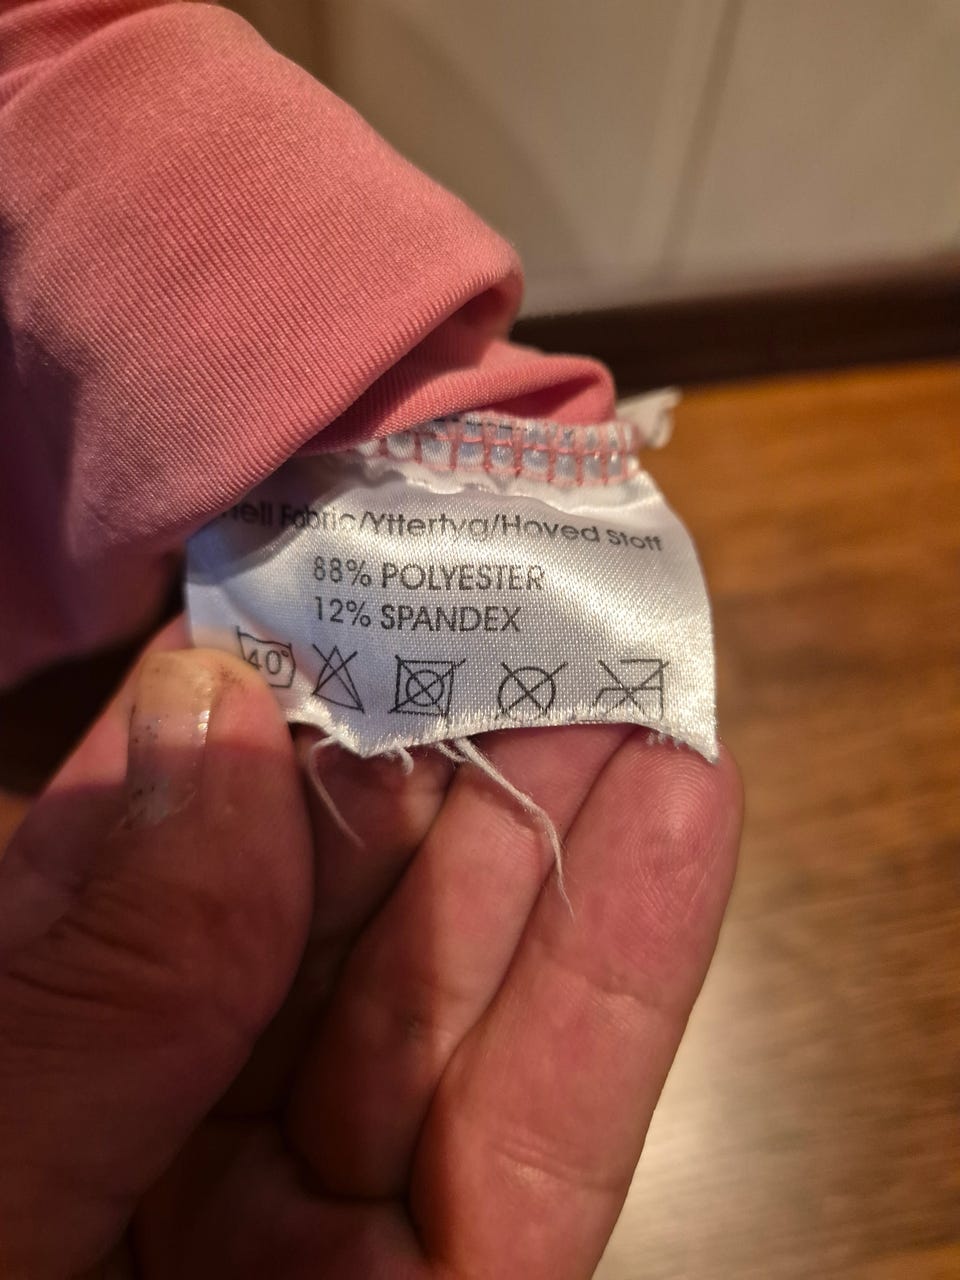 Fabric/Yttertyg/Hoved Stoff
88% POLYESTER
12% SPANDEX
40°